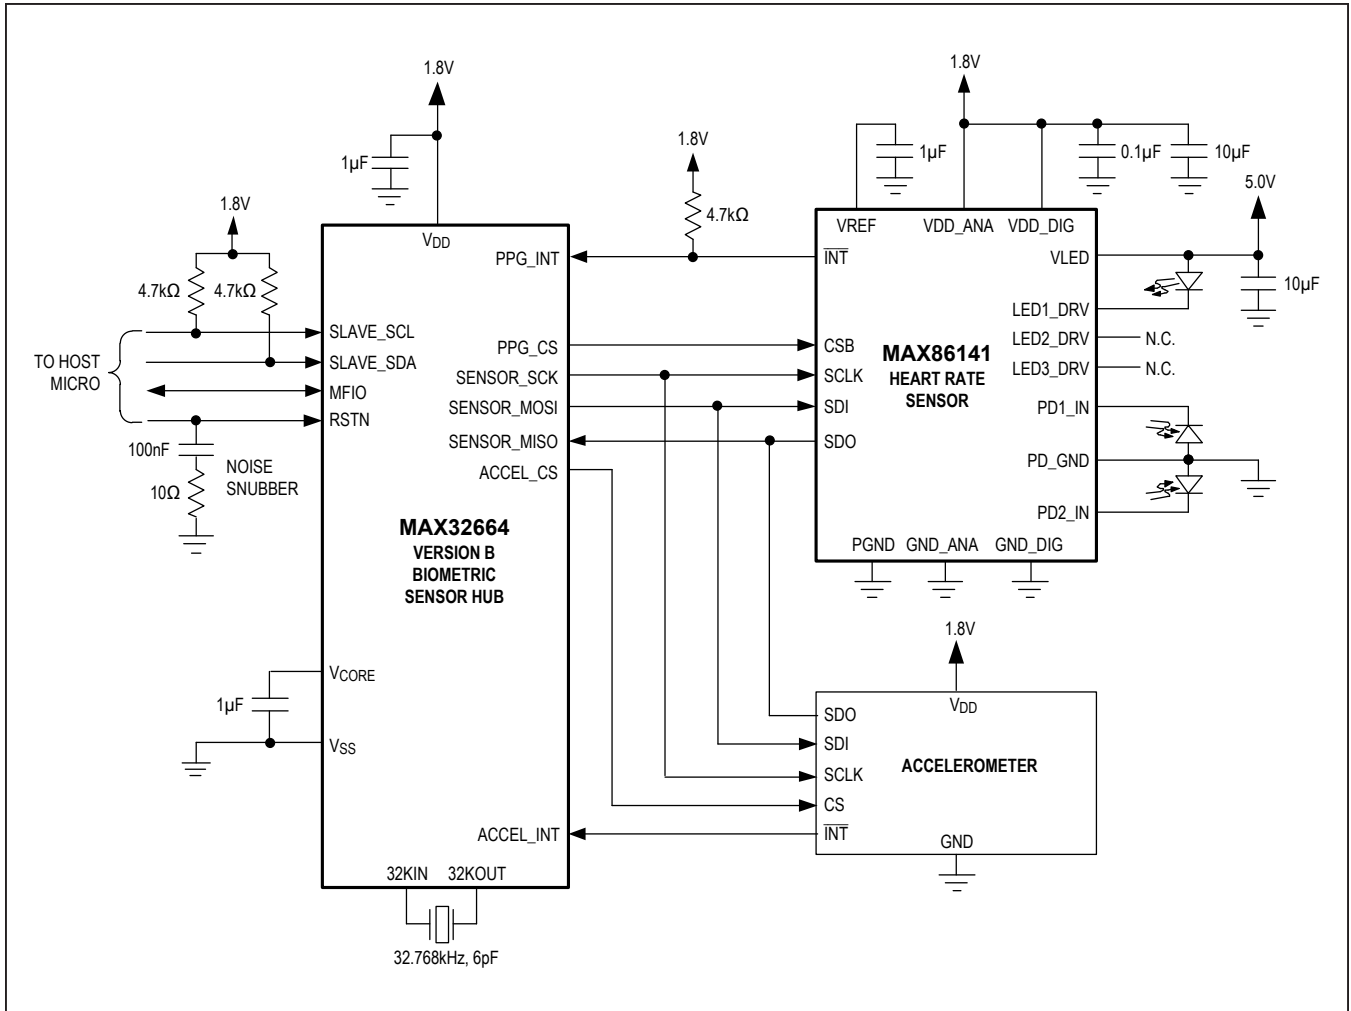 1.8V
1µF
1.8V
4.7kΩ
4.7kΩ
TO HOST
MICRO
100nF
10Ω
NOISE
SNUBBER
VDD
SLAVE_SCL
SLAVE_SDA
MFIO
RSTN
PPG_INT
PPG_CS
SENSOR_SCK
SENSOR_MOSI
SENSOR_MISO
ACCEL_CS
MAX32664
VERSION B
BIOMETRIC
SENSOR HUB
VCORE
1µF
VSS
ACCEL_INT
32KIN
32KOUT
32.768kHz, 6pF
1.8V
4.7kΩ
1.8V
1µF
0.1µF
10µF
5.0V
10µF
VREF
VDD_ANA
VDD_DIG
INT
VLED
LED1_DRV
LED2_DRV
N.C.
LED3_DRV
N.C.
CSB
SCLK
SDI
SDO
MAX86141
HEART RATE
SENSOR
PD1_IN
PD_GND
PD2_IN
PGND
GND_ANA
GND_DIG
1.8V
VDD
SDO
SDI
SCLK
CS
INT
ACCELEROMETER
GND